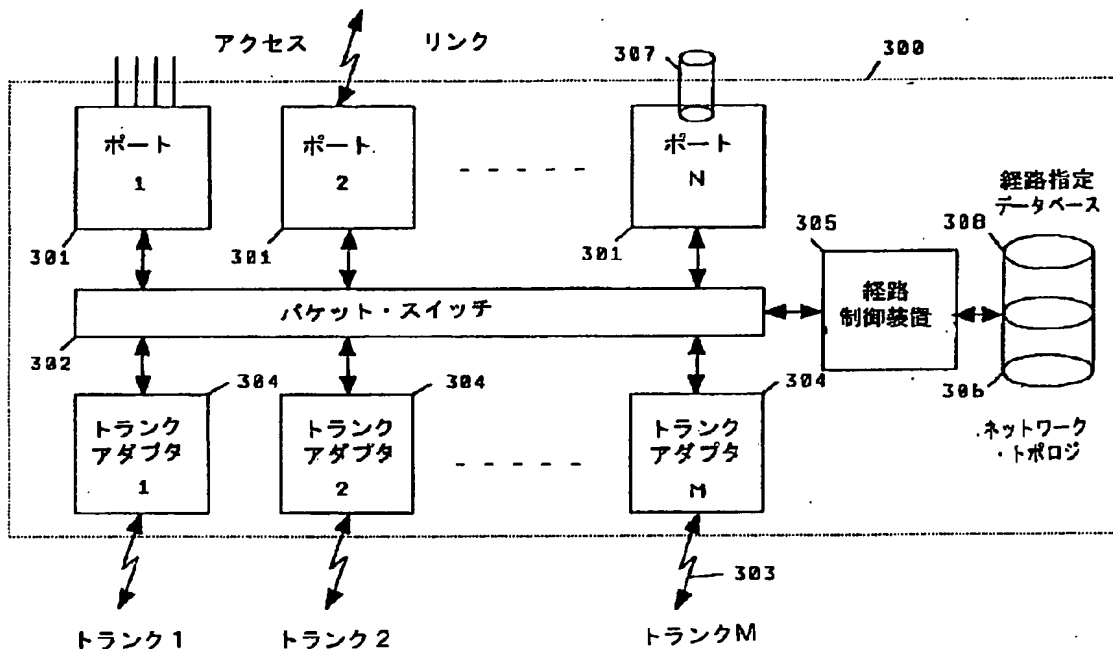 アクセス リンク
307
300
ポート
1
ポート
2
ポート
N
経路指定
データベース
301
301
301
305
308
パケット・スイッチ
経路
制御装置
302
304
304
304
306
トランク
アダプタ
1
トランク
アダプタ
2
トランク
アダプタ
M
ネットワーク
・トポロジ
303
トランク1
トランク2
トランクM